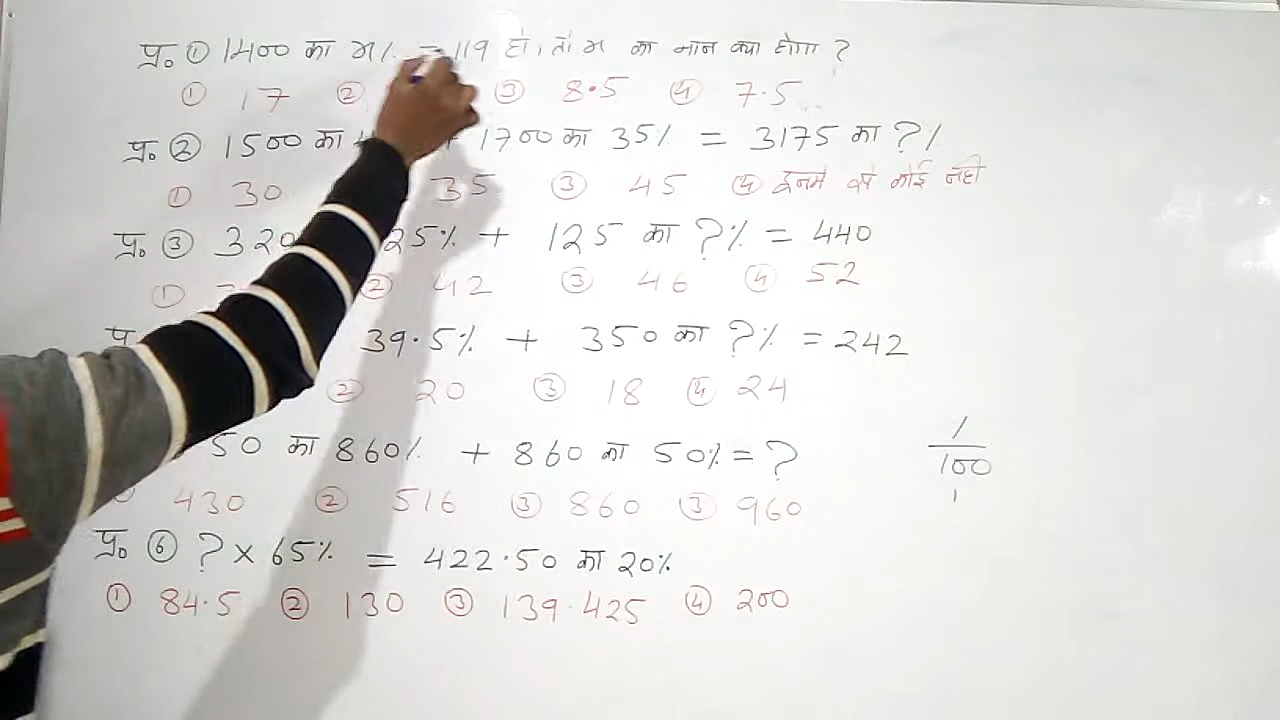 प्र० ① 1400 का x% = 119 हो, तो x का मान क्या होगा ?
① 17 ② ③ 8.5 ④ 7.5
प्र० ② 1500 का + 1700 का 35% = 3175 का ?%
① 30 35 ③ 45 ④ इनमें से कोई नहीं
प्र० ③ 320 25% + 125 का ?% = 440
① ② 42 ③ 46 ④ 52
39.5% + 350 का ?% = 242
② 20 ③ 18 ④ 24
50 का 860% + 860 का 50% = ?
430 ② 516 ③ 860 ③ 960
प्र० ⑥ ? × 65% = 422.50 का 20%
① 84.5 ② 130 ③ 139.425 ④ 200
1
100
1